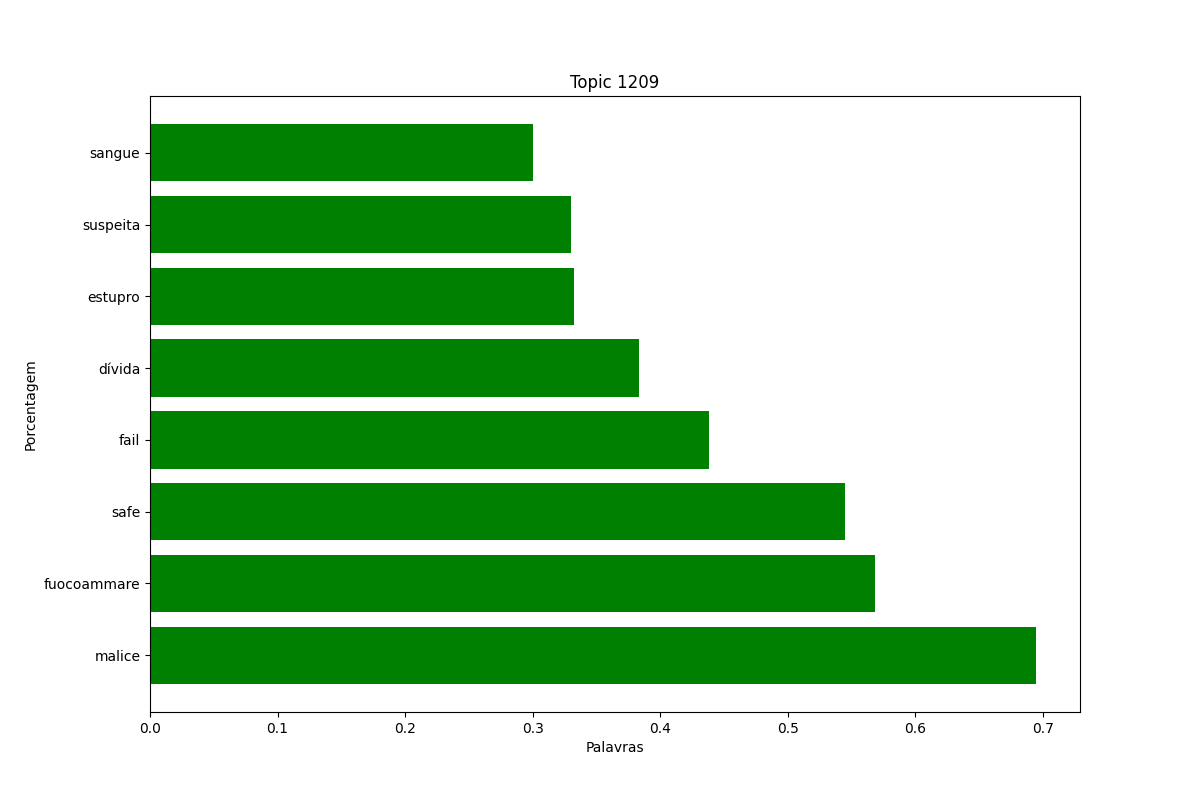 Topic 1209
sangue
suspeita
estupro
dívida
fail
safe
fuocoammare
malice
Porcentagem
0.0 0.1 0.2 0.3 0.4 0.5 0.6 0.7
Palavras